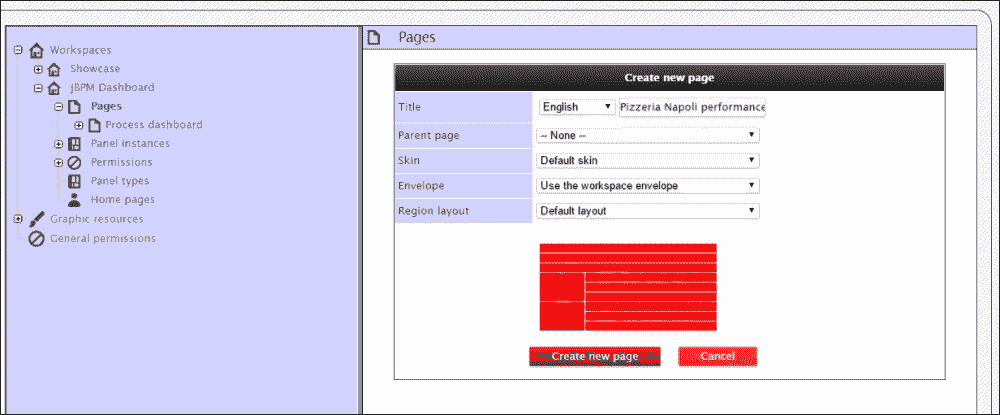 Workspaces
Showcase
jBPM Dashboard
Pages
Process dashboard
Panel instances
Permissions
Panel types
Home pages
Graphic resources
General permissions
Pages
Create new page
Title English Pizzeria Napoli performance
Parent page -- None --
Skin Default skin
Envelope Use the workspace envelope
Region layout Default layout
Create new page Cancel